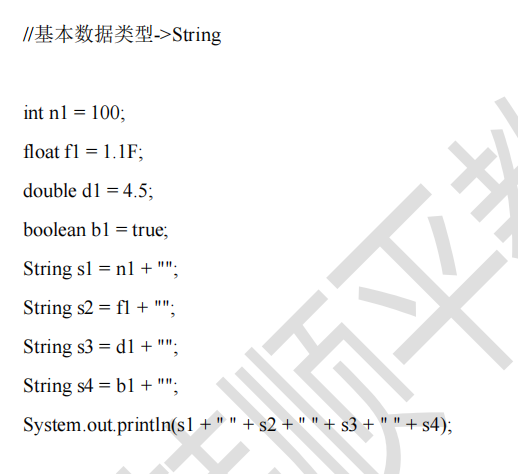 //基本数据类型->String
int n1 = 100;
float f1 = 1.1F;
double d1 = 4.5;
boolean b1 = true;
String s1 = n1 + "";
String s2 = f1 + "";
String s3 = d1 + "";
String s4 = b1 + "";
System.out.println(s1 + " " + s2 + " " + s3 + " " + s4);
顺平